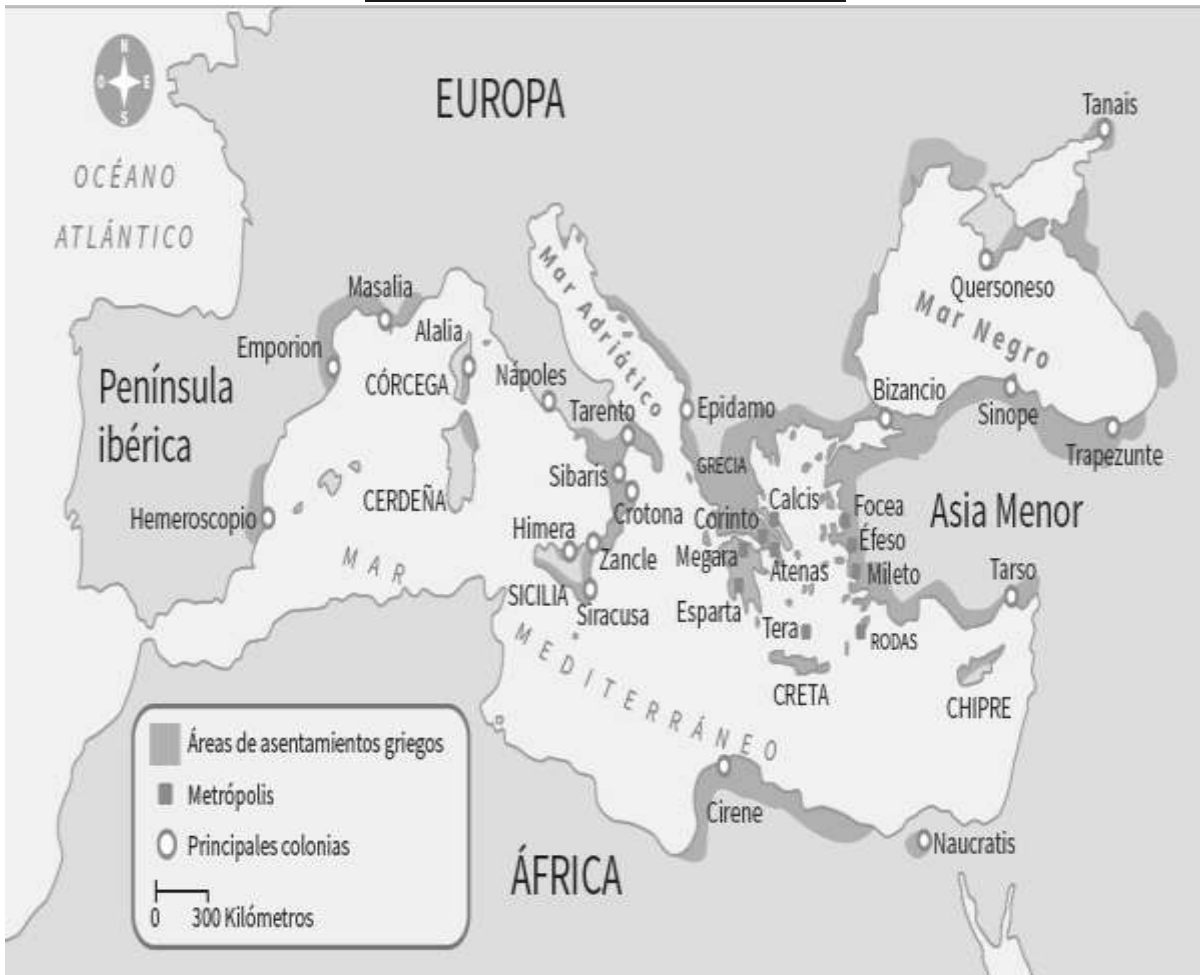 N
O
E
S
EUROPA
OCÉANO
ATLÁNTICO
Tanais
Mar Adriático
Masalia
Alalia
Quersoneso
Mar Negro
Emporion
CÓRCEGA
Nápoles
Península
ibérica
Tarento
Epidamo
Bizancio
Sinope
Trapezunte
GRECIA
Sibaris
CERDEÑA
Hemeroscopio
Crotona
Corinto
Calcis
Focea
Asia Menor
Himera
Éfeso
MAR
Zancle
Megara
Atenas
Mileto
Tarso
SICILIA
Siracusa
Esparta
Tera
RODAS
MEDITERRÁNEO
CRETA
CHIPRE
Áreas de asentamientos griegos
Metrópolis
Principales colonias
0 300 Kilómetros
Cirene
Naucratis
ÁFRICA